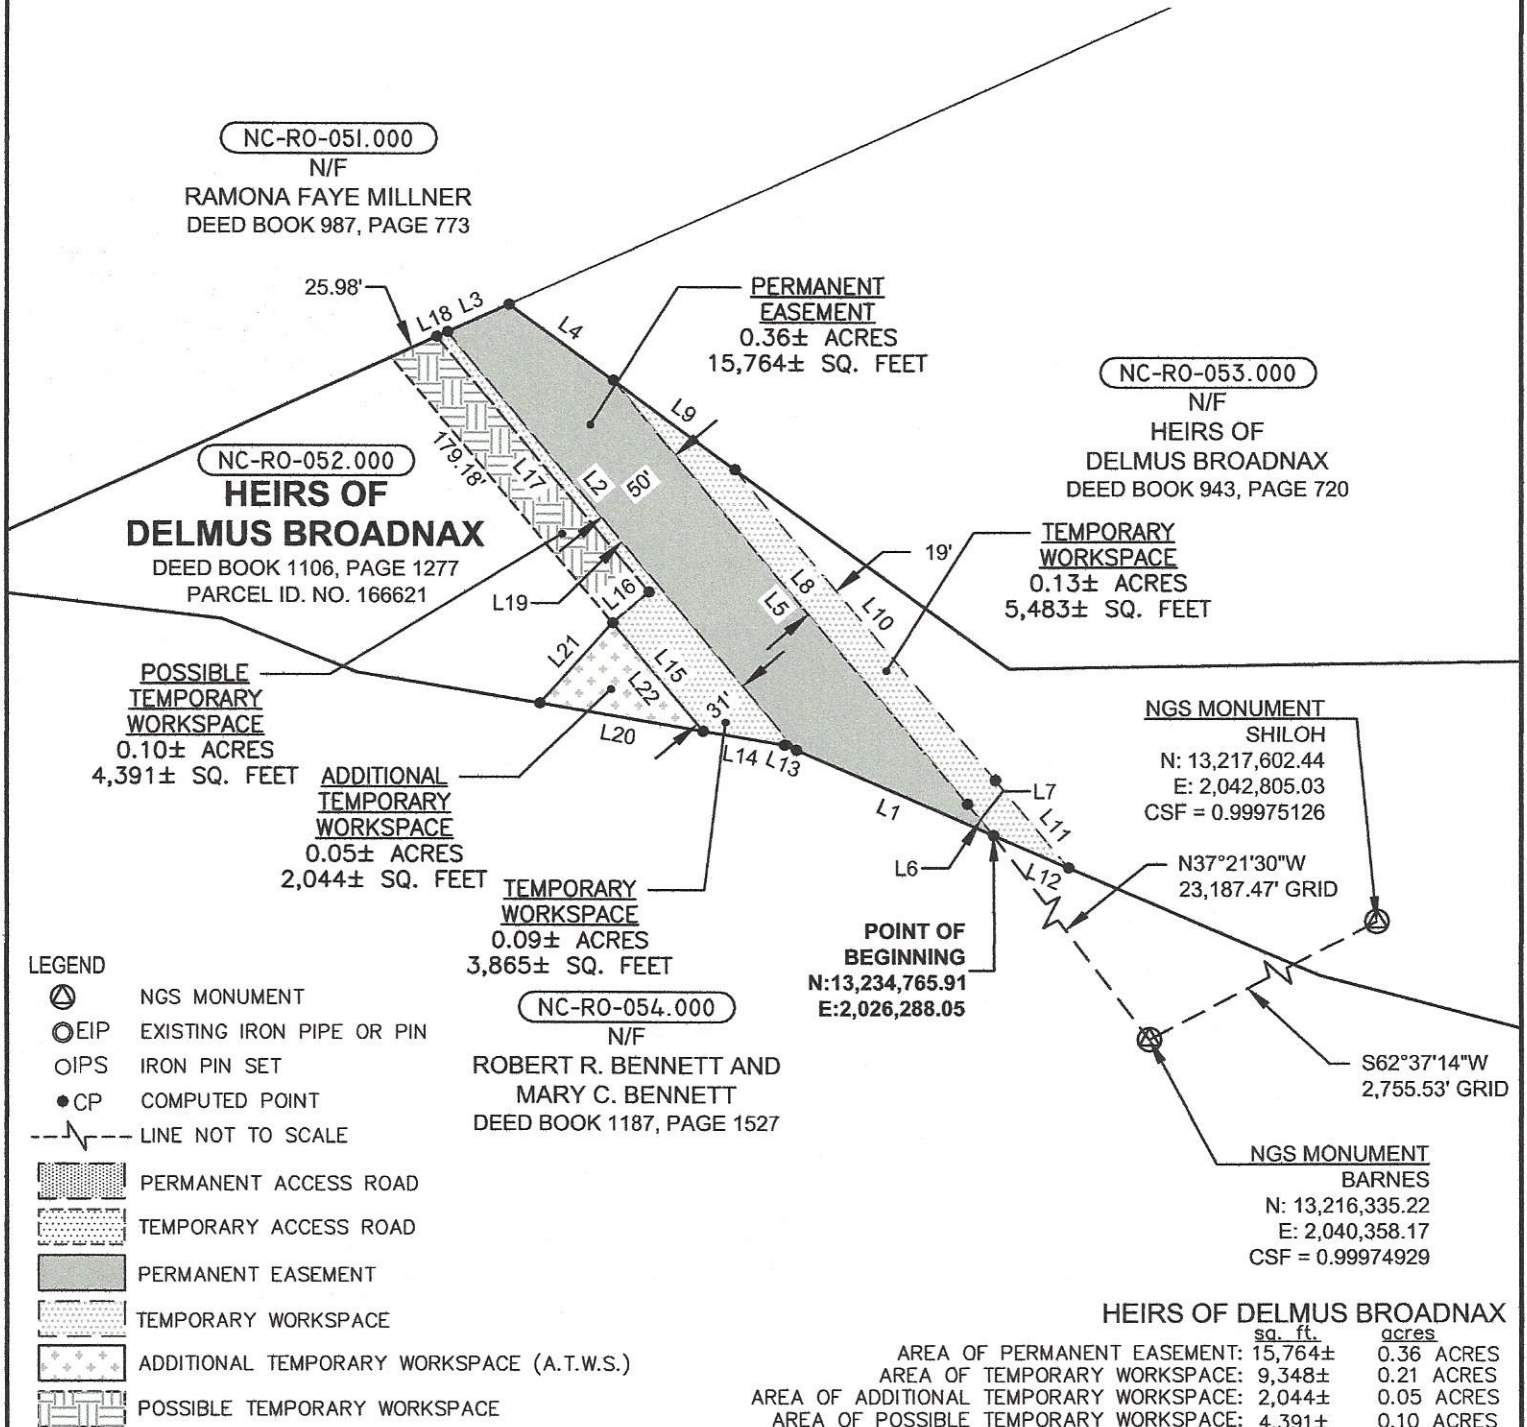 NC-RO-051.000
N/F
RAMONA FAYE MILLNER
DEED BOOK 987, PAGE 773
25.98'
L18
L3
L4
PERMANENT
EASEMENT
0.36± ACRES
15,764± SQ. FEET
NC-RO-053.000
N/F
HEIRS OF
DELMUS BROADNAX
DEED BOOK 943, PAGE 720
L9
NC-RO-052.000
HEIRS OF
DELMUS BROADNAX
DEED BOOK 1106, PAGE 1277
PARCEL ID. NO. 166621
179.18'
L17
L2
50'
TEMPORARY
WORKSPACE
0.13± ACRES
5,483± SQ. FEET
19'
L8
L5
L10
L19
L16
L21
L15
L22
31'
L20
L14
L13
L1
L7
L11
L6
L12
POSSIBLE
TEMPORARY
WORKSPACE
0.10± ACRES
4,391± SQ. FEET
ADDITIONAL
TEMPORARY
WORKSPACE
0.05± ACRES
2,044± SQ. FEET
TEMPORARY
WORKSPACE
0.09± ACRES
3,865± SQ. FEET
NGS MONUMENT
SHILOH
N: 13,217,602.44
E: 2,042,805.03
CSF = 0.99975126
N37°21'30"W
23,187.47' GRID
POINT OF
BEGINNING
N:13,234,765.91
E:2,026,288.05
NC-RO-054.000
N/F
ROBERT R. BENNETT AND
MARY C. BENNETT
DEED BOOK 1187, PAGE 1527
S62°37'14"W
2,755.53' GRID
NGS MONUMENT
BARNES
N: 13,216,335.22
E: 2,040,358.17
CSF = 0.99974929
LEGEND
NGS MONUMENT
EIP EXISTING IRON PIPE OR PIN
IPS IRON PIN SET
CP COMPUTED POINT
LINE NOT TO SCALE
PERMANENT ACCESS ROAD
TEMPORARY ACCESS ROAD
PERMANENT EASEMENT
TEMPORARY WORKSPACE
ADDITIONAL TEMPORARY WORKSPACE (A.T.W.S.)
POSSIBLE TEMPORARY WORKSPACE
HEIRS OF DELMUS BROADNAX
sq. ft. acres
AREA OF PERMANENT EASEMENT: 15,764± 0.36 ACRES
AREA OF TEMPORARY WORKSPACE: 9,348± 0.21 ACRES
AREA OF ADDITIONAL TEMPORARY WORKSPACE: 2,044± 0.05 ACRES
AREA OF POSSIBLE TEMPORARY WORKSPACE: 4,391± 0.10 ACRES